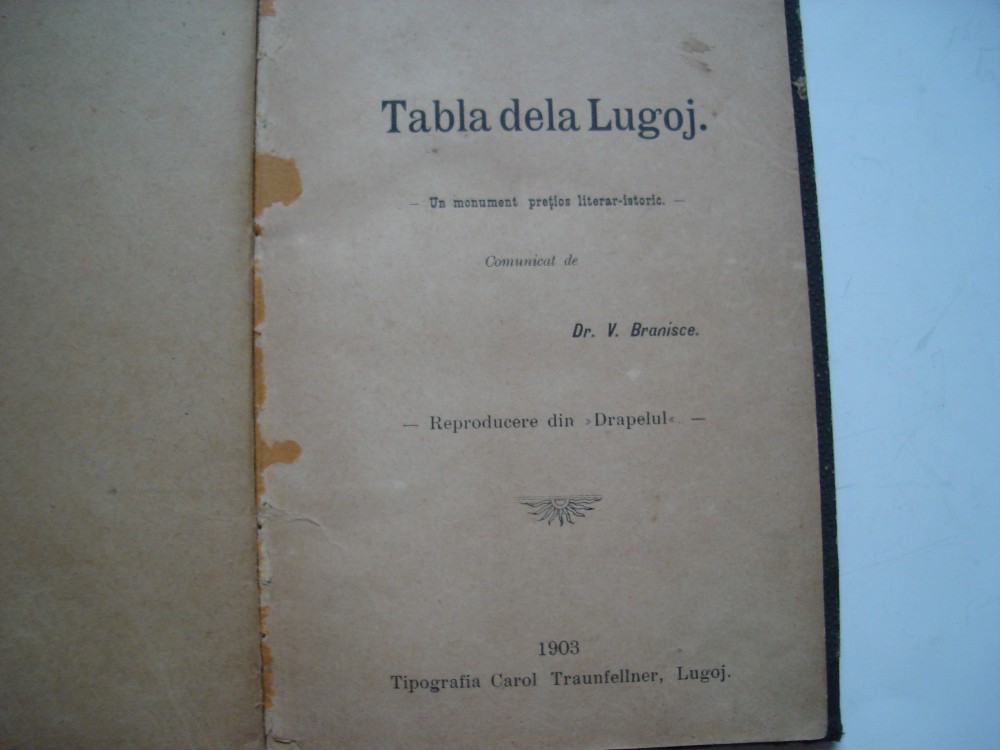 Tabla dela Lugoj.
— Un monument prețios literar-istoric. —
Comunicat de
Dr. V. Branisce.
— Reproducere din »Drapelul« —
1903
Tipografia Carol Traunfellner, Lugoj.